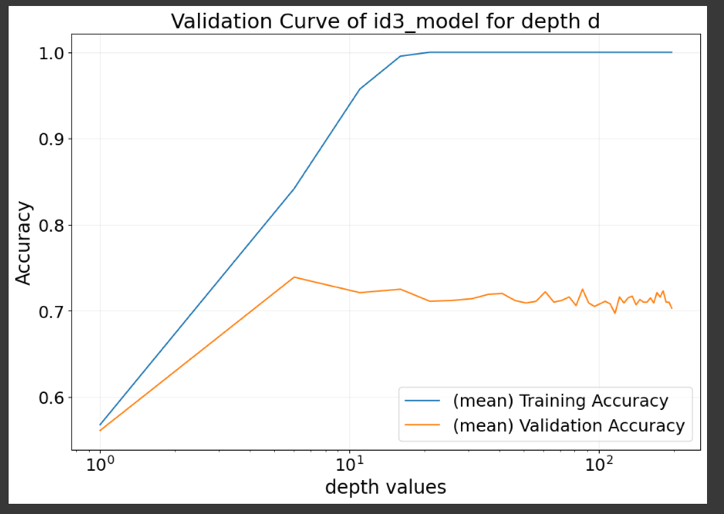 Validation Curve of id3_model for depth d
1.0
0.9
0.8
0.7
0.6
Accuracy
(mean) Training Accuracy
(mean) Validation Accuracy
10⁰
10¹
10²
depth values